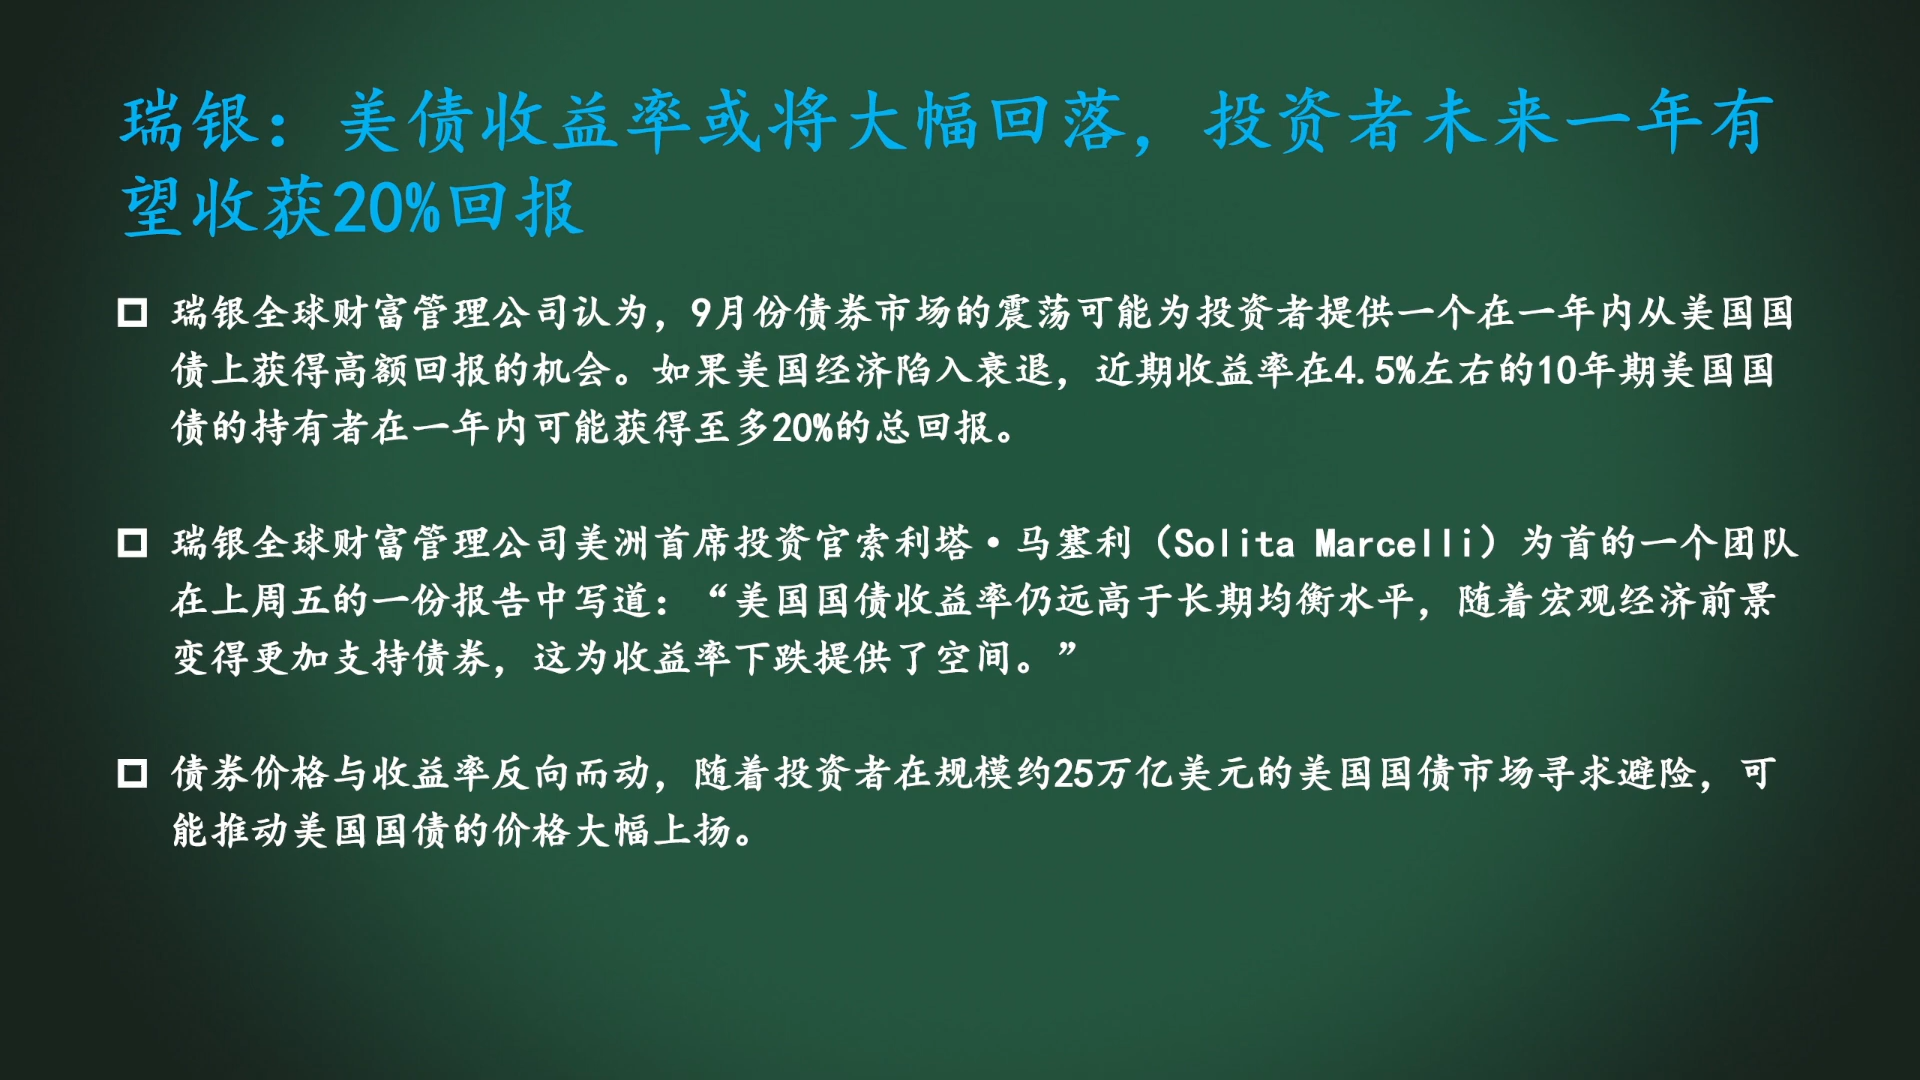 瑞银：美债收益率或将大幅回落，投资者未来一年有
望收获20%回报
瑞银全球财富管理公司认为，9月份债券市场的震荡可能为投资者提供一个在一年内从美国国
债上获得高额回报的机会。如果美国经济陷入衰退，近期收益率在4.5%左右的10年期美国国
债的持有者在一年内可能获得至多20%的总回报。
瑞银全球财富管理公司美洲首席投资官索利塔·马塞利（Solita Marcelli）为首的一个团队
在上周五的一份报告中写道：“美国国债收益率仍远高于长期均衡水平，随着宏观经济前景
变得更加支持债券，这为收益率下跌提供了空间。”
债券价格与收益率反向而动，随着投资者在规模约25万亿美元的美国国债市场寻求避险，可
能推动美国国债的价格大幅上扬。